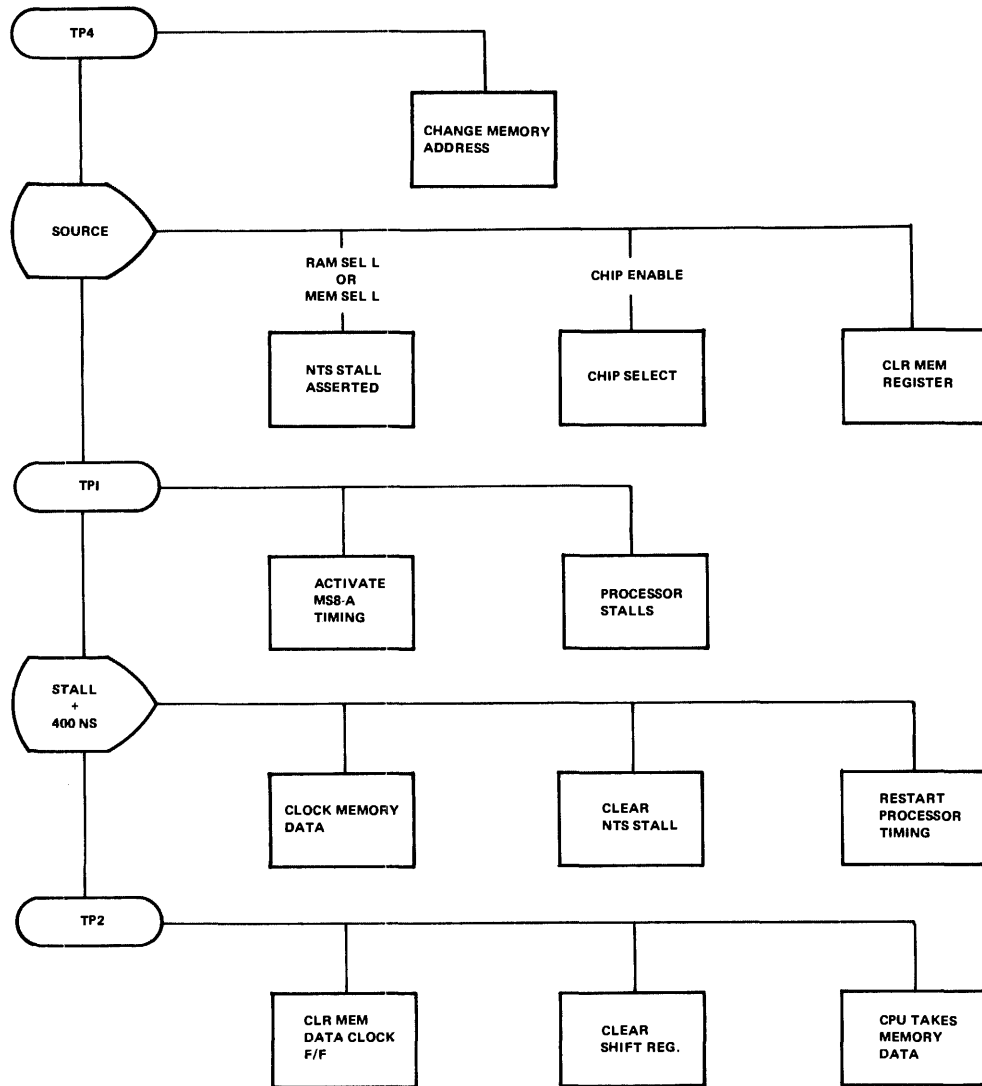 TP4
CHANGE MEMORY
ADDRESS
SOURCE
RAM SEL L
OR
MEM SEL L
CHIP ENABLE
NTS STALL
ASSERTED
CHIP SELECT
CLR MEM
REGISTER
TP1
ACTIVATE
MS8-A
TIMING
PROCESSOR
STALLS
STALL
+
400 NS
CLOCK MEMORY
DATA
CLEAR
NTS STALL
RESTART
PROCESSOR
TIMING
TP2
CLR MEM
DATA CLOCK
F/F
CLEAR
SHIFT REG.
CPU TAKES
MEMORY
DATA